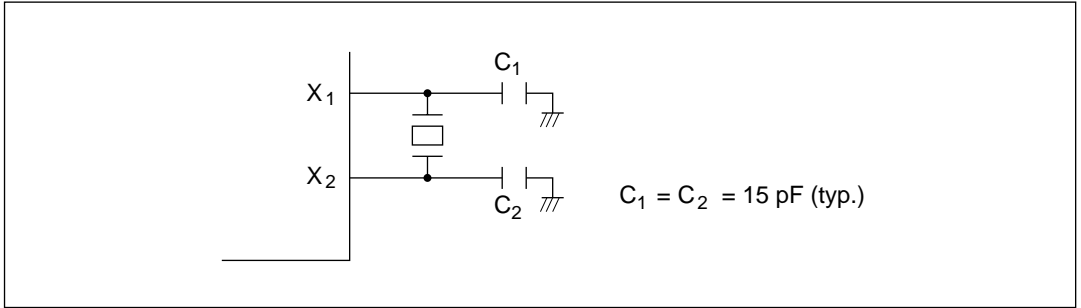 C1
X1
X2
C2
C1 = C2 = 15 pF (typ.)